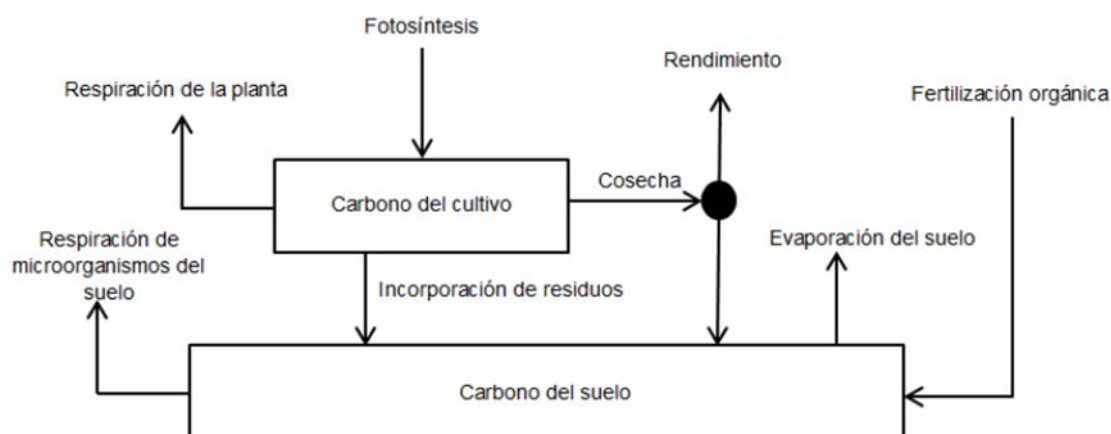 Fotosíntesis
Rendimiento
Respiración de la planta
Fertilización orgánica
Cosecha
Carbono del cultivo
Respiración de
microorganismos del
suelo
Evaporación del suelo
Incorporación de residuos
Carbono del suelo